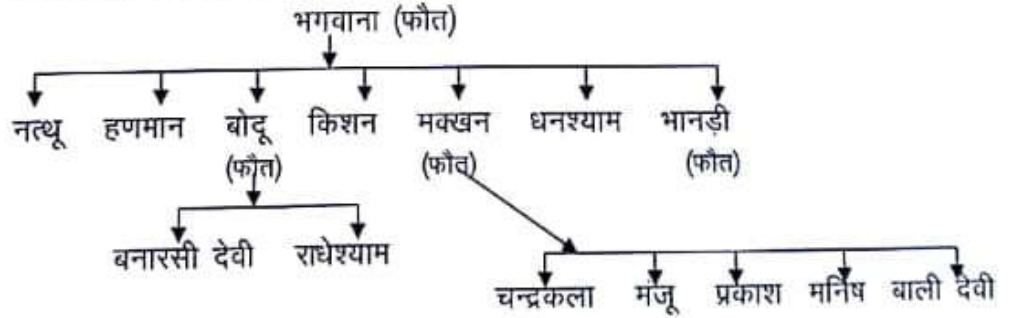 भगवाना (फौत)
नत्थू हणमान बोदू किशन मक्खन धनश्याम भानड़ी
(फौत) (फौत) (फौत)
बनारसी देवी राधेश्याम
चन्द्रकला मंजू प्रकाश मनिष बाली देवी